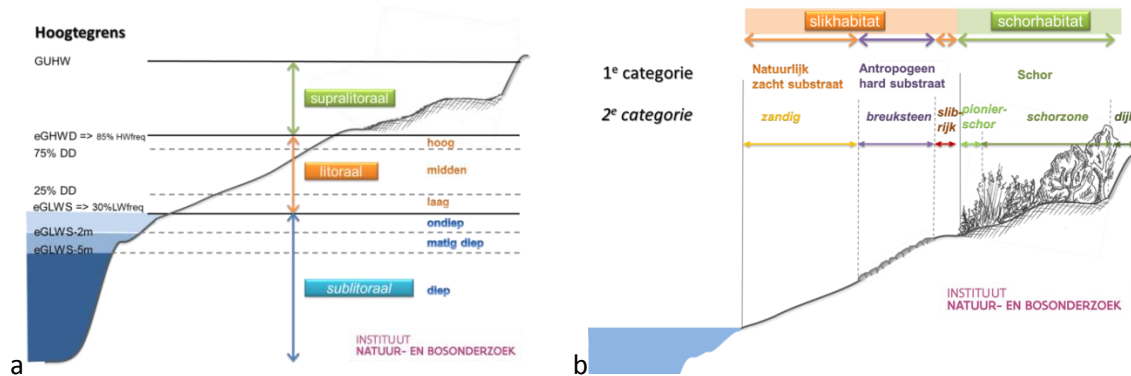 Hoogtegrens
GUHW
supralitoraal
eGHWD => 85% HWfreq
hoog
75% DD
litoraal
midden
25% DD
laag
eGLWS => 30%LWfreq
ondiep
eGLWS-2m
matig diep
eGLWS-5m
sublitoraal
diep
INSTITUUT
NATUUR- EN BOSONDERZOEK
a
slikhabitat
schorhabitat
1e categorie
Natuurlijk
zacht substraat
Antropogeen
hard substraat
Schor
2e categorie
zandig
breuksteen
slib-
rijk
pionier-
schor
schorzone
dijk
INSTITUUT
NATUUR- EN BOSONDERZOEK
b